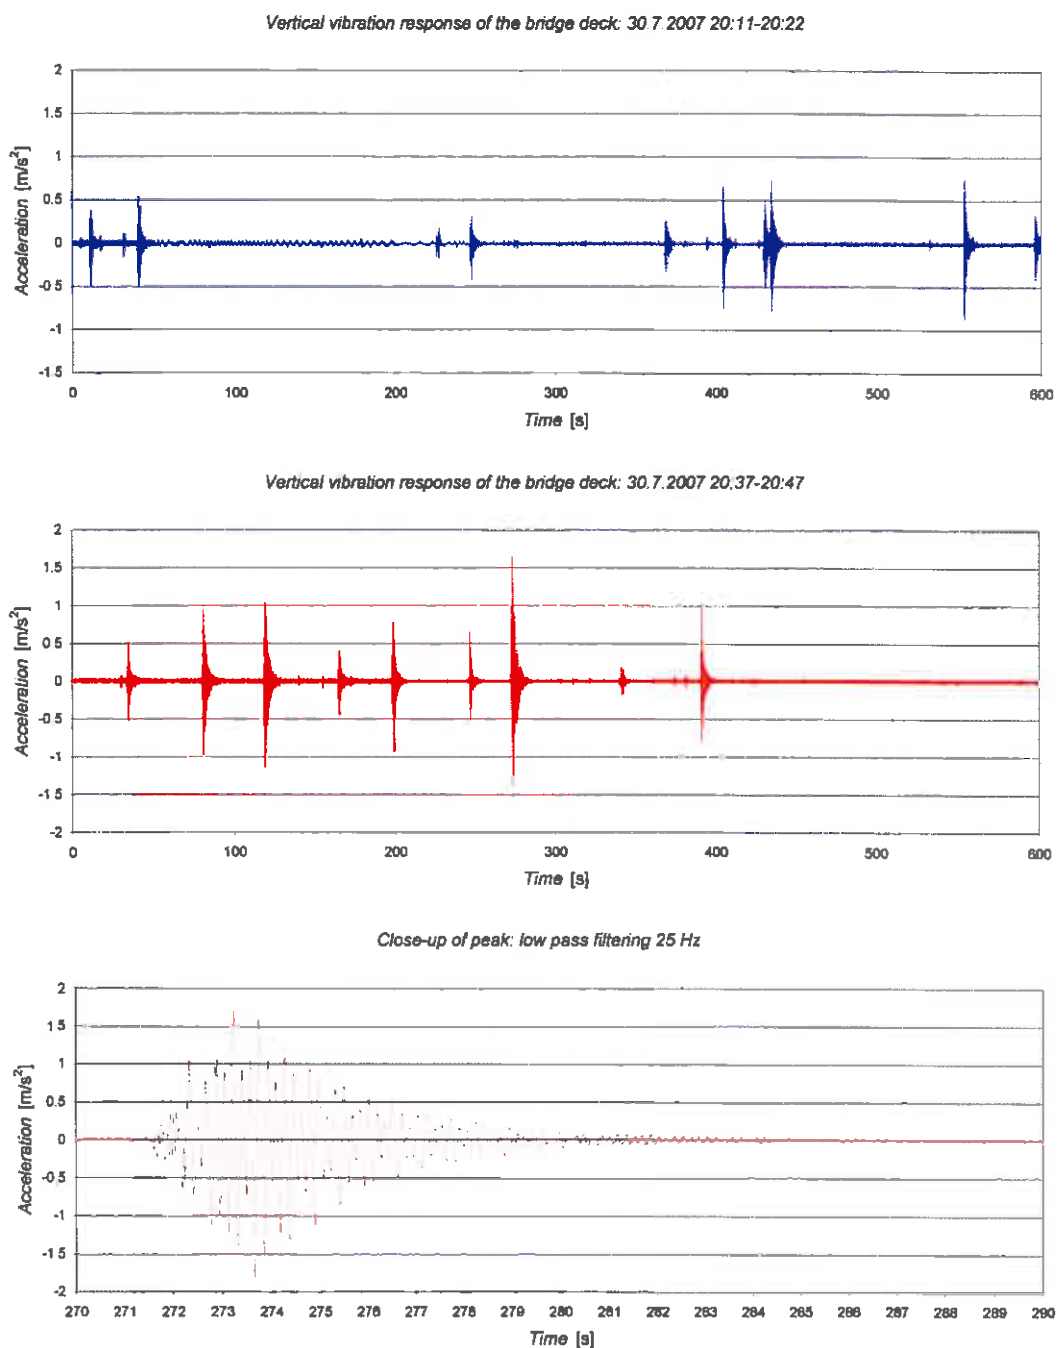 Vertical vibration response of the bridge deck: 30.7.2007 20:11-20:22
2
1.5
1
0.5
0
-0.5
-1
-1.5
Acceleration [m/s²]
0 100 200 300 400 500 600
Time [s]
Vertical vibration response of the bridge deck: 30.7.2007 20.37-20:47
2
1.5
1
0.5
0
-0.5
-1
-1.5
-2
Acceleration [m/s²]
0 100 200 300 400 500 600
Time [s]
Close-up of peak: low pass filtering 25 Hz
2
1.5
1
0.5
0
-0.5
-1
-1.5
-2
Acceleration [m/s²]
270 271 272 273 274 275 276 277 278 279 280 281 282 283 284 285 286 287 288 289 290
Time [s]